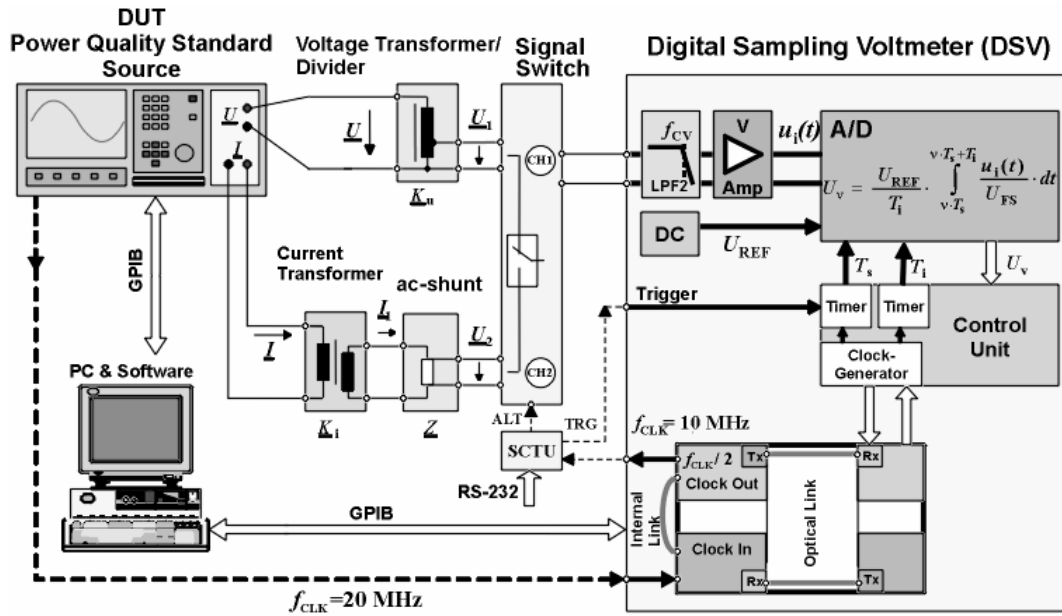 DUT
Power Quality Standard
Source
Voltage Transformer/
Divider
Signal
Switch
Digital Sampling Voltmeter (DSV)
U
I
U
U1
Ku
CH1
fCV
LPF2
V
Amp
ui(t)
A/D
Uν = UREF / Ti · ∫ ν·Ts ν·Ts+Ti ui(t) / UFS · dt
DC
UREF
GPIB
Current
Transformer
ac-shunt
I
I1
U2
Ki
Z
CH2
Ts
Ti
Uν
Trigger
Timer
Timer
Control
Unit
Clock-
Generator
PC & Software
ALT
TRG
SCTU
RS-232
fCLK= 10 MHz
fCLK/ 2
Clock Out
Tx
Rx
Internal
Link
Optical Link
Clock In
Rx
Tx
GPIB
fCLK=20 MHz